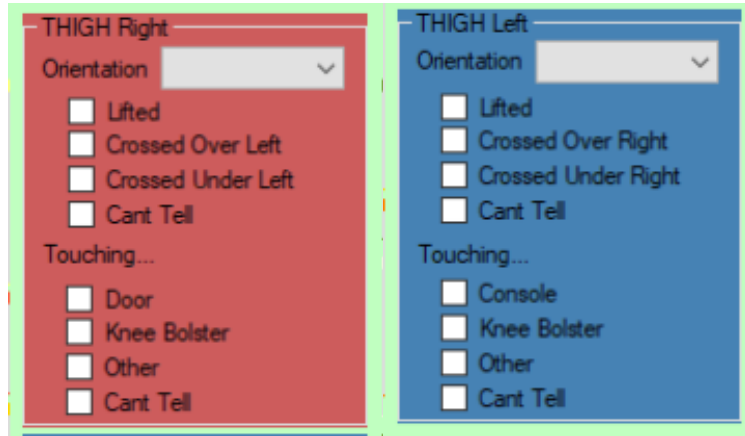 THIGH Right
Orientation
Lifted
Crossed Over Left
Crossed Under Left
Cant Tell
Touching...
Door
Knee Bolster
Other
Cant Tell
THIGH Left
Orientation
Lifted
Crossed Over Right
Crossed Under Right
Cant Tell
Touching...
Console
Knee Bolster
Other
Cant Tell